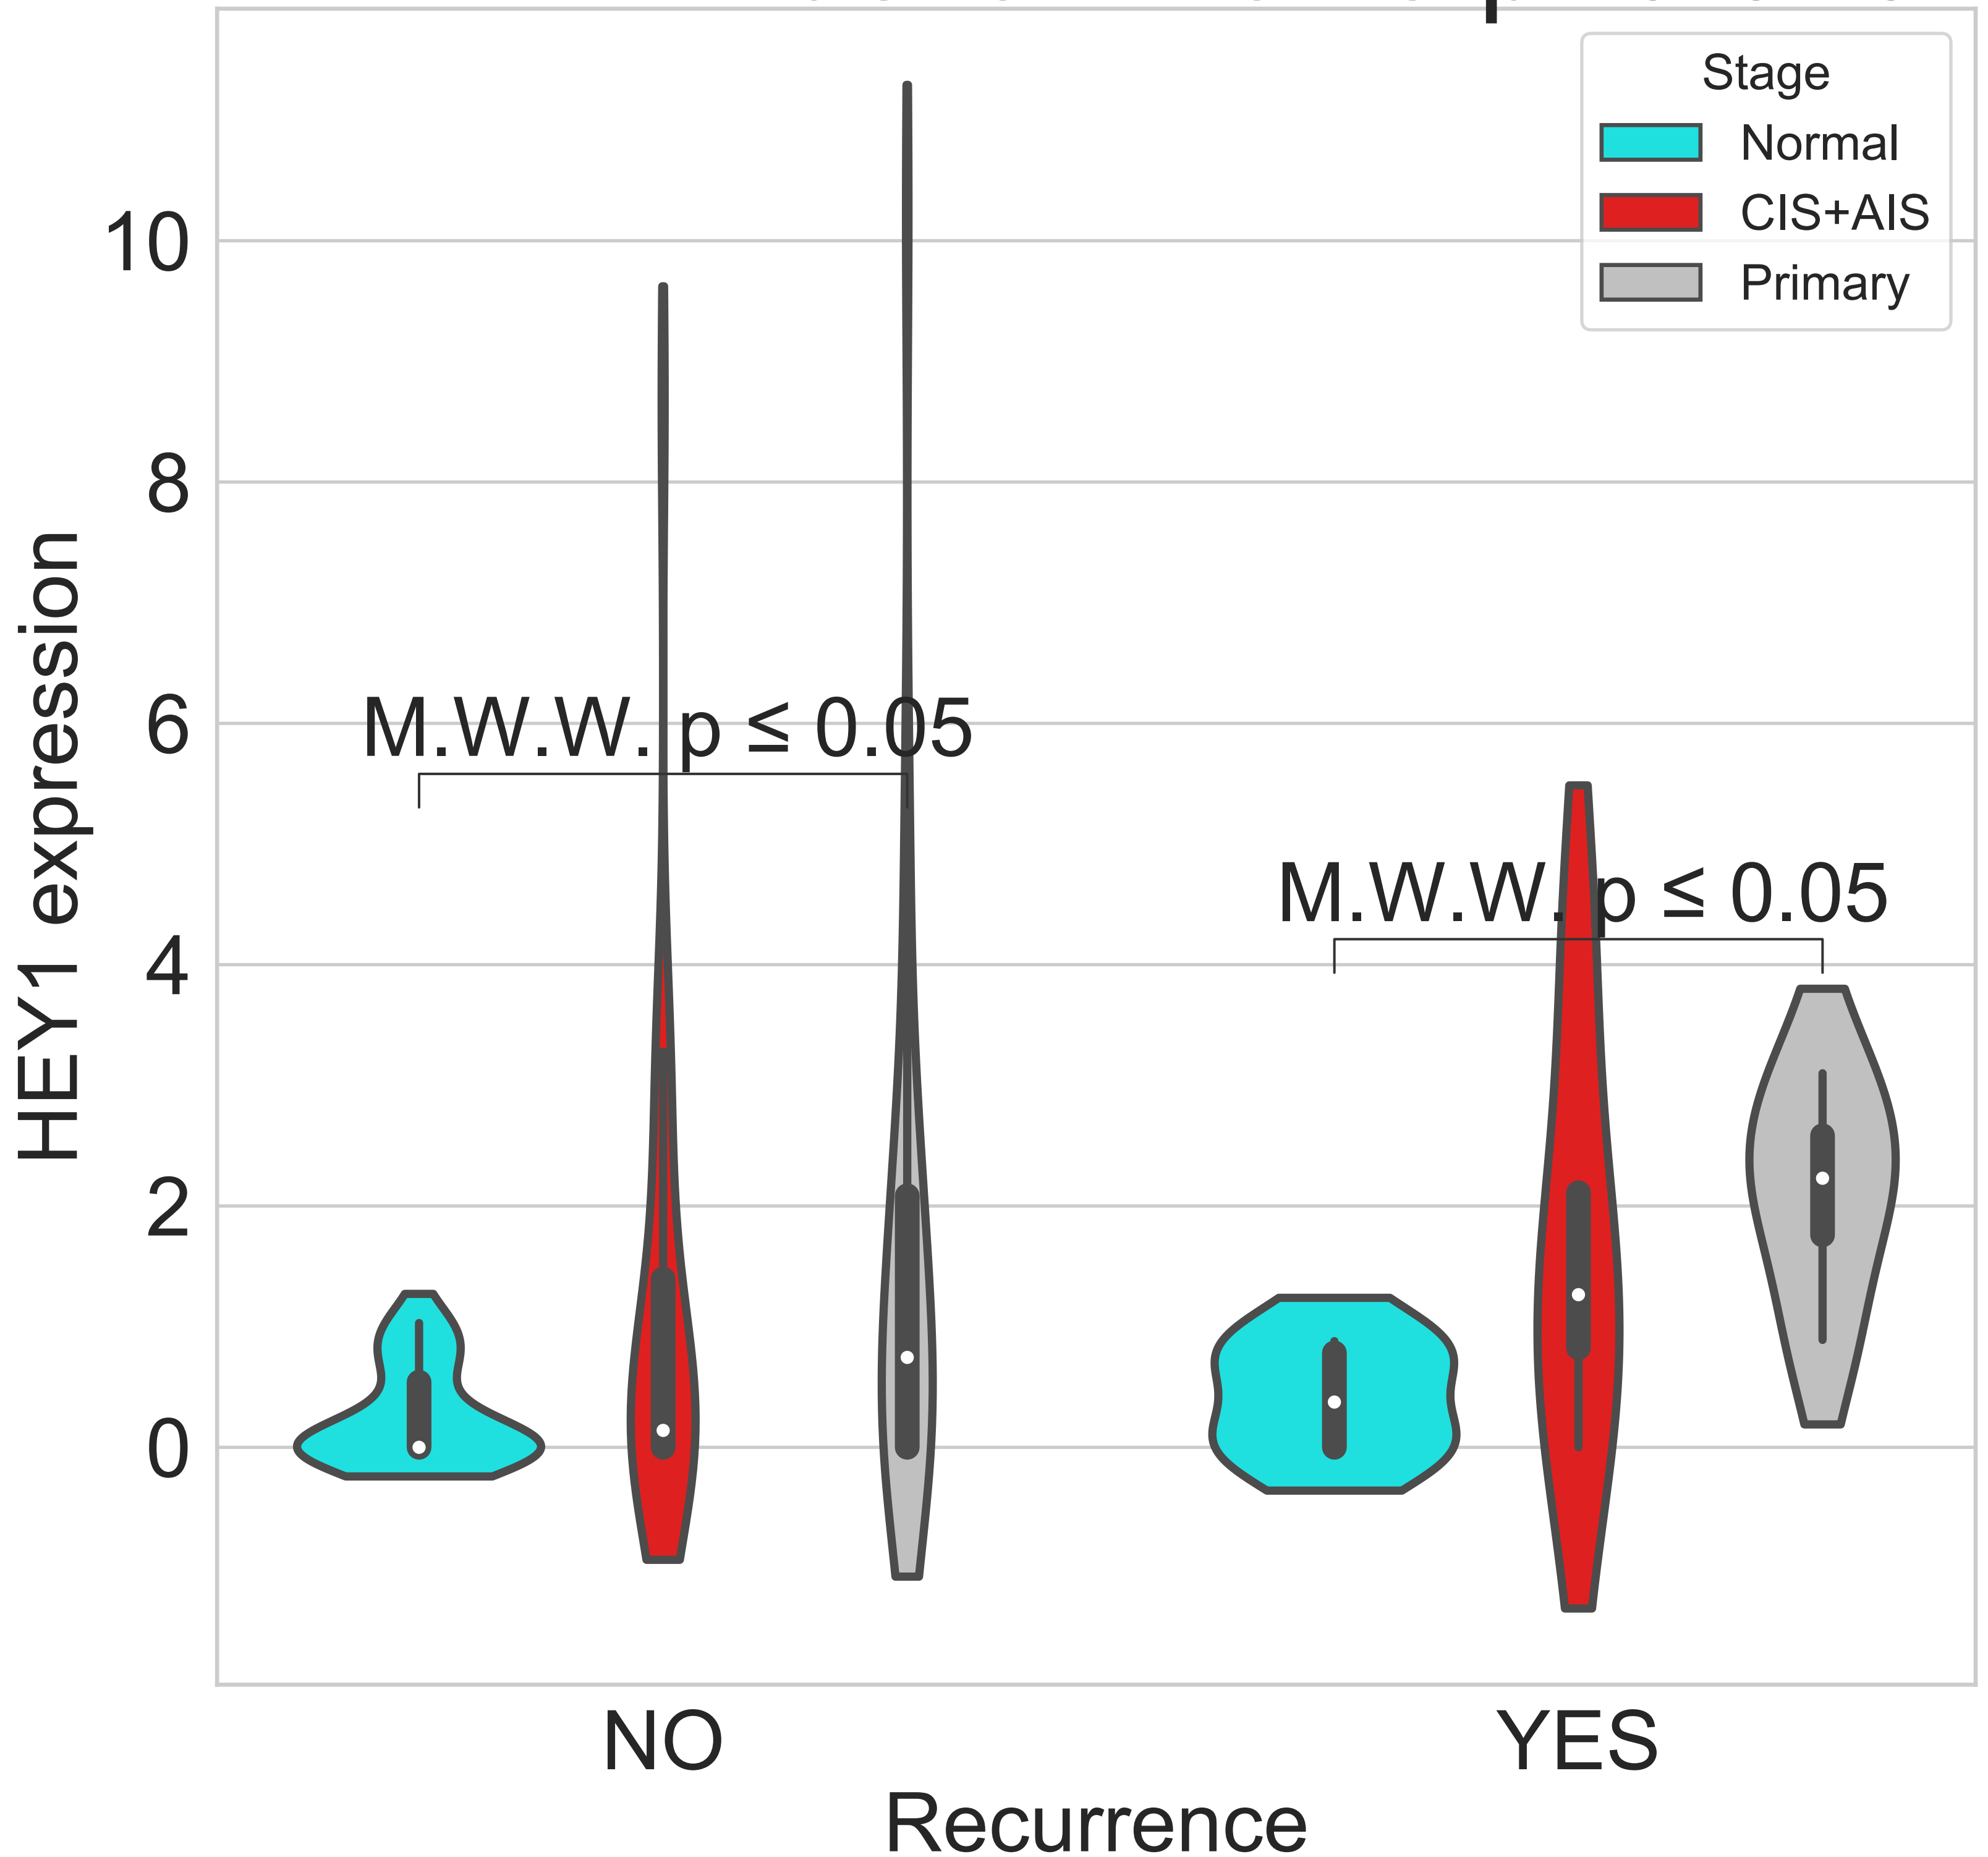 Stage
Normal
CIS+AIS
Primary
10
8
6
4
2
0
HEY1 expression
M.W.W. p ≤ 0.05
M.W.W. p ≤ 0.05
NO
YES
Recurrence